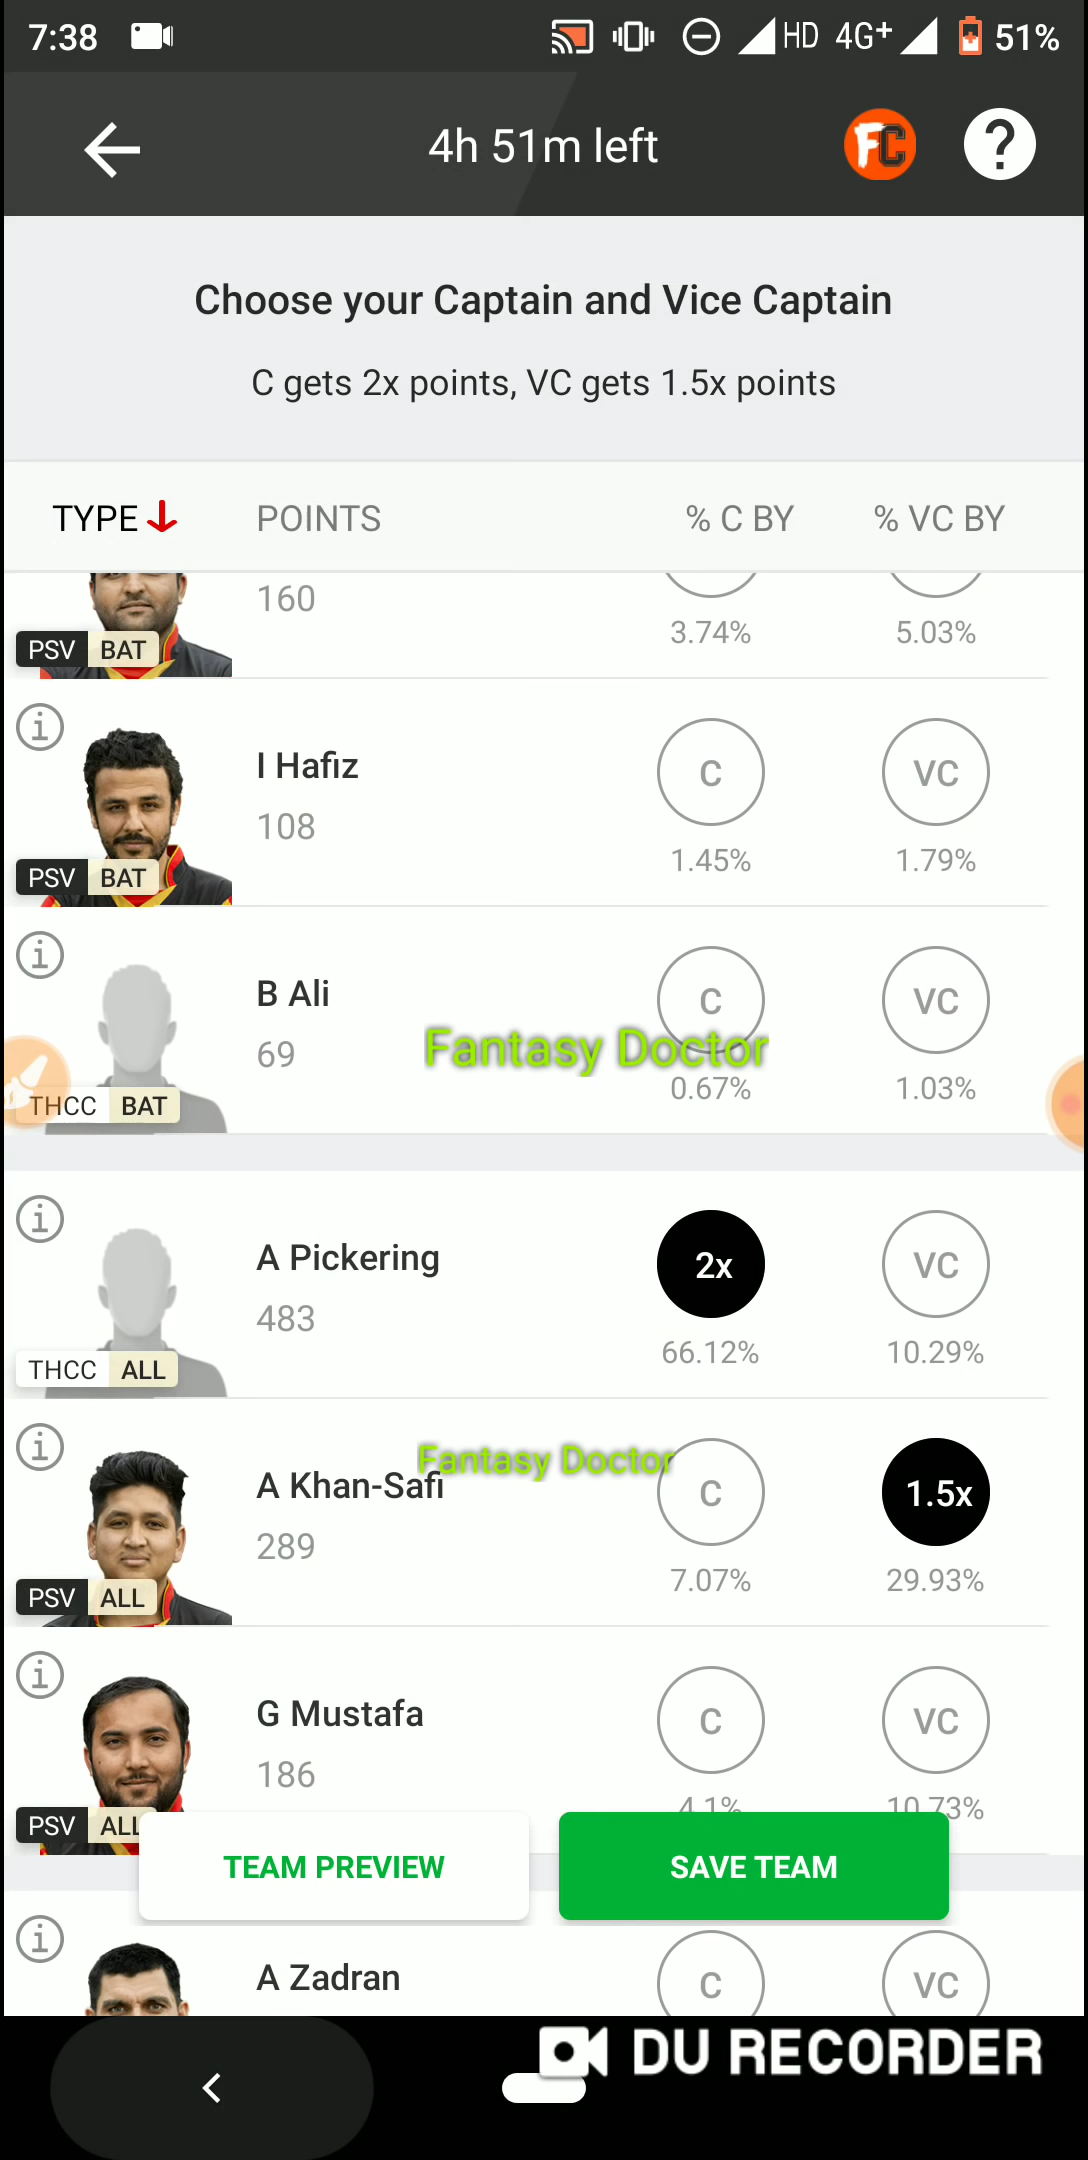 7:38 HD 4G+ 51%
4h 51m left FC ?
Choose your Captain and Vice Captain
C gets 2x points, VC gets 1.5x points
TYPE POINTS % C BY % VC BY
160
3.74% 5.03%
PSV BAT
I Hafiz C VC
108
1.45% 1.79%
PSV BAT
B Ali C VC
Fantasy Doctor
69
0.67% 1.03%
THCC BAT
A Pickering 2x VC
483
66.12% 10.29%
THCC ALL
Fantasy Doctor
A Khan-Safi C 1.5x
289
7.07% 29.93%
PSV ALL
G Mustafa C VC
186
4.1% 10.73%
PSV ALL
TEAM PREVIEW SAVE TEAM
A Zadran C VC
DU RECORDER